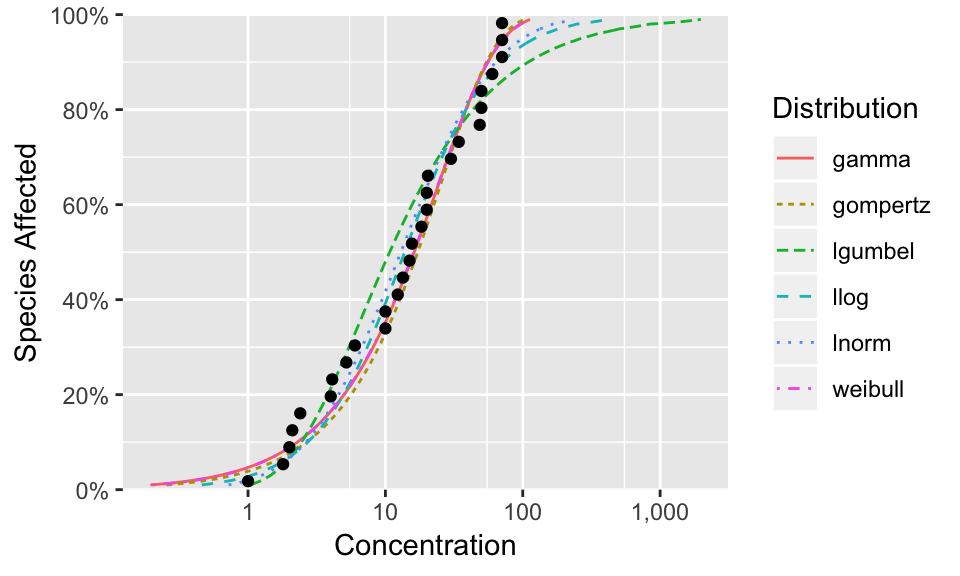 100%
80%
60%
40%
20%
0%
Species Affected
1
10
100
1,000
Concentration
Distribution
gamma
gompertz
lgumbel
llog
lnorm
weibull